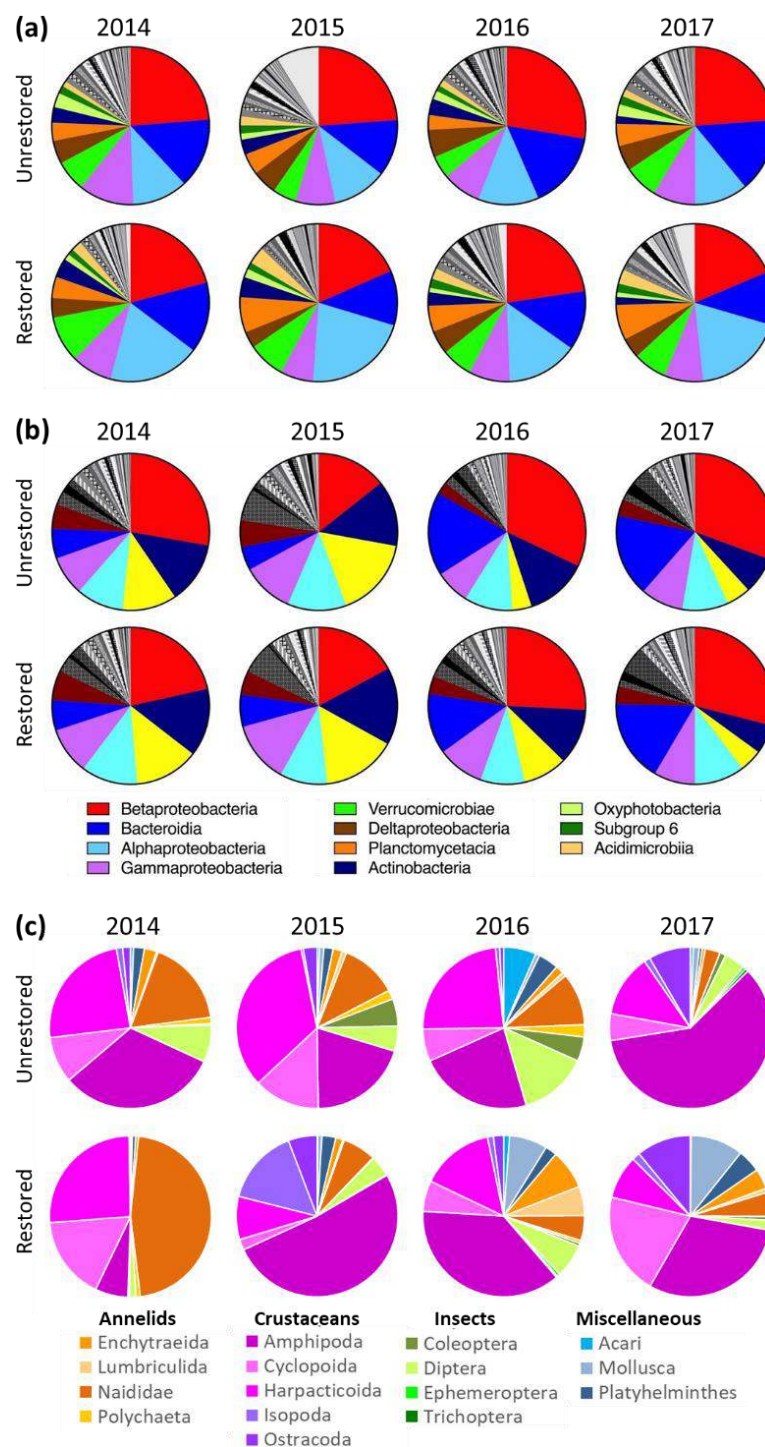 (a)
2014 2015 2016 2017
Unrestored
Restored
(b)
2014 2015 2016 2017
Unrestored
Restored
Betaproteobacteria Verrucomicrobiae Oxyphotobacteria
Bacteroidia Deltaproteobacteria Subgroup 6
Alphaproteobacteria Planctomycetacia Acidimicrobiia
Gammaproteobacteria Actinobacteria
(c)
2014 2015 2016 2017
Unrestored
Restored
Annelids Crustaceans Insects Miscellaneous
Enchytraeida Amphipoda Coleoptera Acari
Lumbriculida Cyclopoida Diptera Mollusca
Naididae Harpacticoida Ephemeroptera Platyhelminthes
Polychaeta Isopoda Trichoptera
Ostracoda